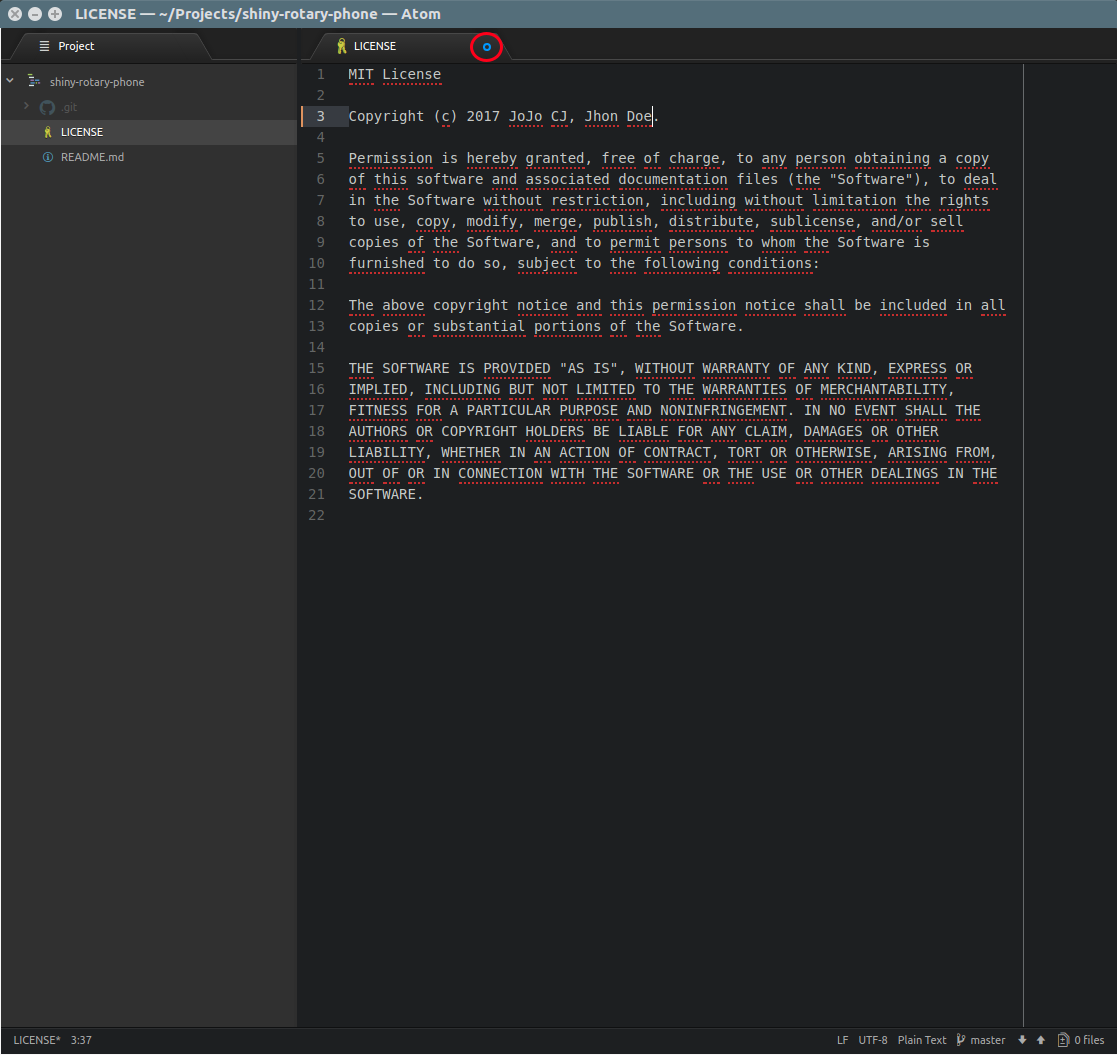 LICENSE — ~/Projects/shiny-rotary-phone — Atom
Project
LICENSE
shiny-rotary-phone
.git
LICENSE
README.md
1 MIT License
2
3 Copyright (c) 2017 JoJo CJ, Jhon Doe.
4
5 Permission is hereby granted, free of charge, to any person obtaining a copy
6 of this software and associated documentation files (the "Software"), to deal
7 in the Software without restriction, including without limitation the rights
8 to use, copy, modify, merge, publish, distribute, sublicense, and/or sell
9 copies of the Software, and to permit persons to whom the Software is
10 furnished to do so, subject to the following conditions:
11
12 The above copyright notice and this permission notice shall be included in all
13 copies or substantial portions of the Software.
14
15 THE SOFTWARE IS PROVIDED "AS IS", WITHOUT WARRANTY OF ANY KIND, EXPRESS OR
16 IMPLIED, INCLUDING BUT NOT LIMITED TO THE WARRANTIES OF MERCHANTABILITY,
17 FITNESS FOR A PARTICULAR PURPOSE AND NONINFRINGEMENT. IN NO EVENT SHALL THE
18 AUTHORS OR COPYRIGHT HOLDERS BE LIABLE FOR ANY CLAIM, DAMAGES OR OTHER
19 LIABILITY, WHETHER IN AN ACTION OF CONTRACT, TORT OR OTHERWISE, ARISING FROM,
20 OUT OF OR IN CONNECTION WITH THE SOFTWARE OR THE USE OR OTHER DEALINGS IN THE
21 SOFTWARE.
22
LICENSE* 3:37 LF UTF-8 Plain Text master 0 files